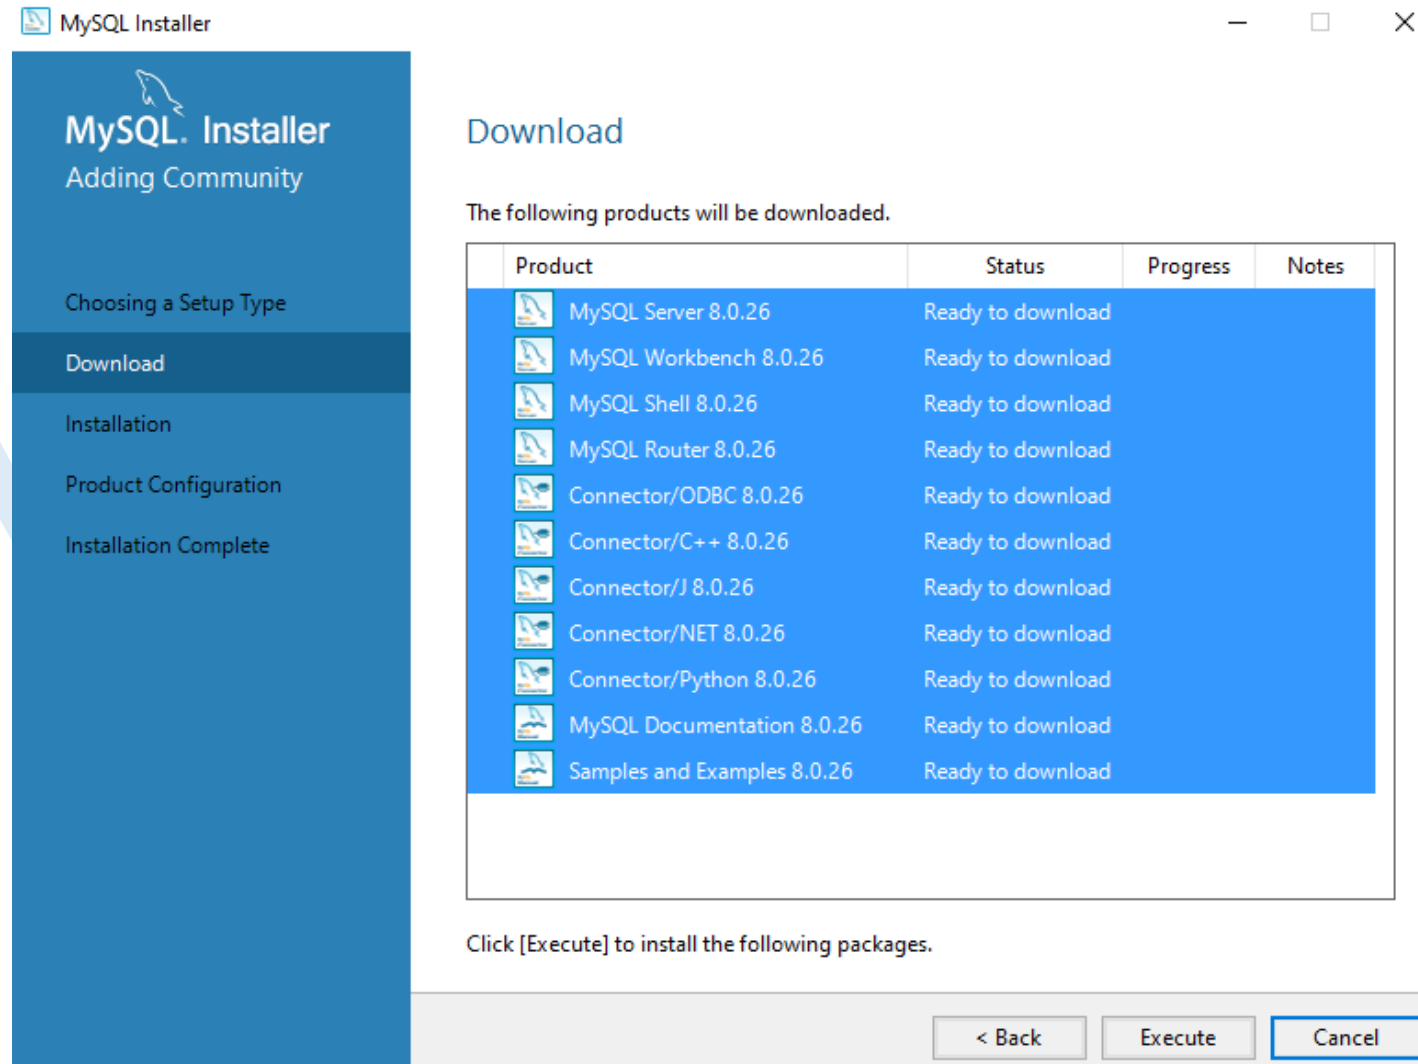 MySQL Installer
MySQL. Installer
Adding Community
Choosing a Setup Type
Download
Installation
Product Configuration
Installation Complete
Download
The following products will be downloaded.
Product Status Progress Notes
MySQL Server 8.0.26 Ready to download
MySQL Workbench 8.0.26 Ready to download
MySQL Shell 8.0.26 Ready to download
MySQL Router 8.0.26 Ready to download
Connector/ODBC 8.0.26 Ready to download
Connector/C++ 8.0.26 Ready to download
Connector/J 8.0.26 Ready to download
Connector/NET 8.0.26 Ready to download
Connector/Python 8.0.26 Ready to download
MySQL Documentation 8.0.26 Ready to download
Samples and Examples 8.0.26 Ready to download
Click [Execute] to install the following packages.
< Back Execute Cancel